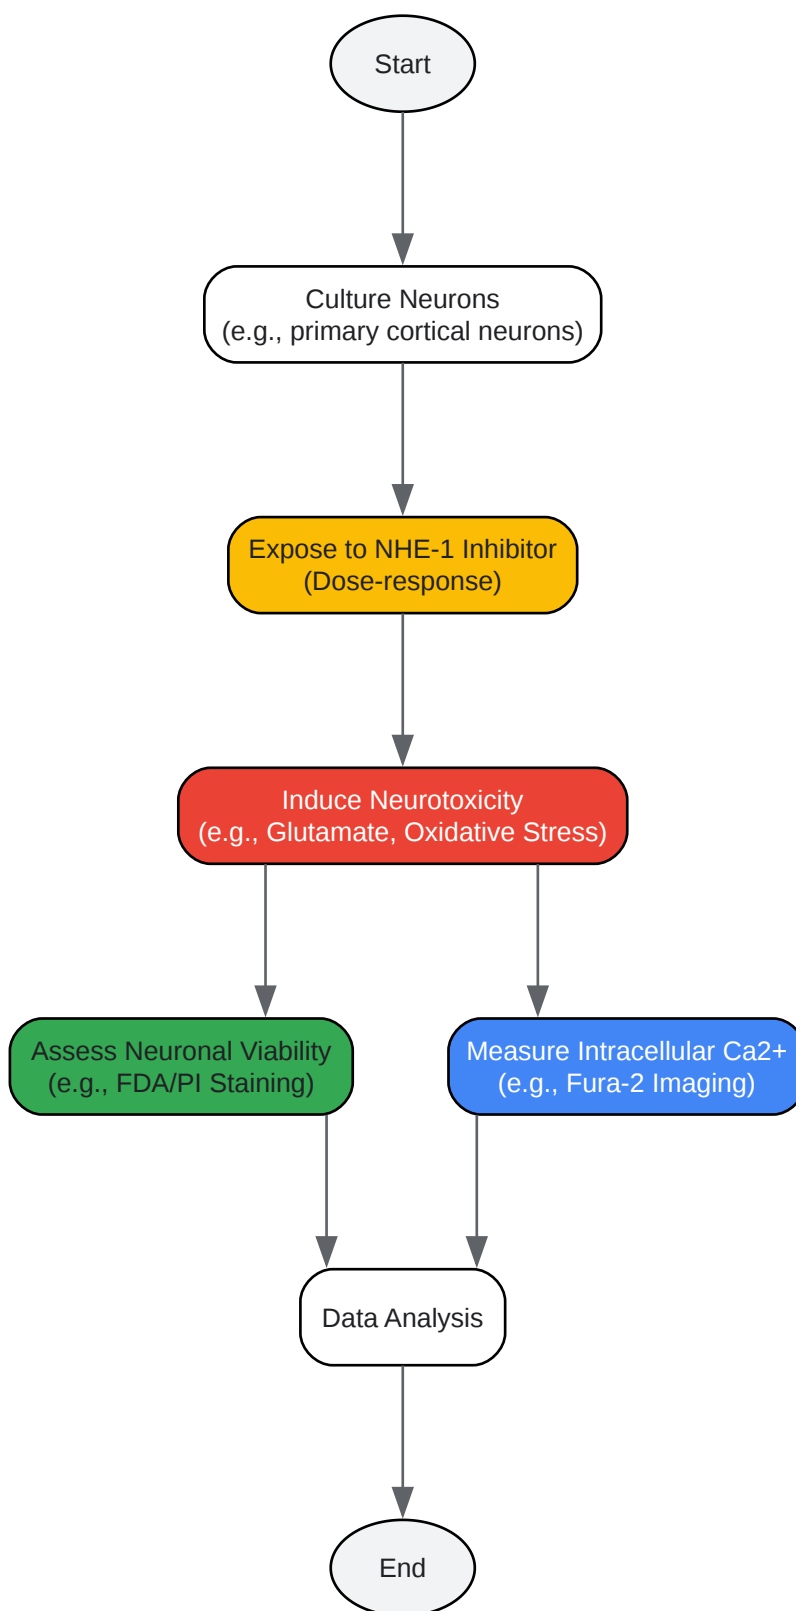 Start
Culture Neurons
(e.g., primary cortical neurons)
Expose to NHE-1 Inhibitor
(Dose-response)
Induce Neurotoxicity
(e.g., Glutamate, Oxidative Stress)
Assess Neuronal Viability
(e.g., FDA/PI Staining)
Measure Intracellular Ca2+
(e.g., Fura-2 Imaging)
Data Analysis
End